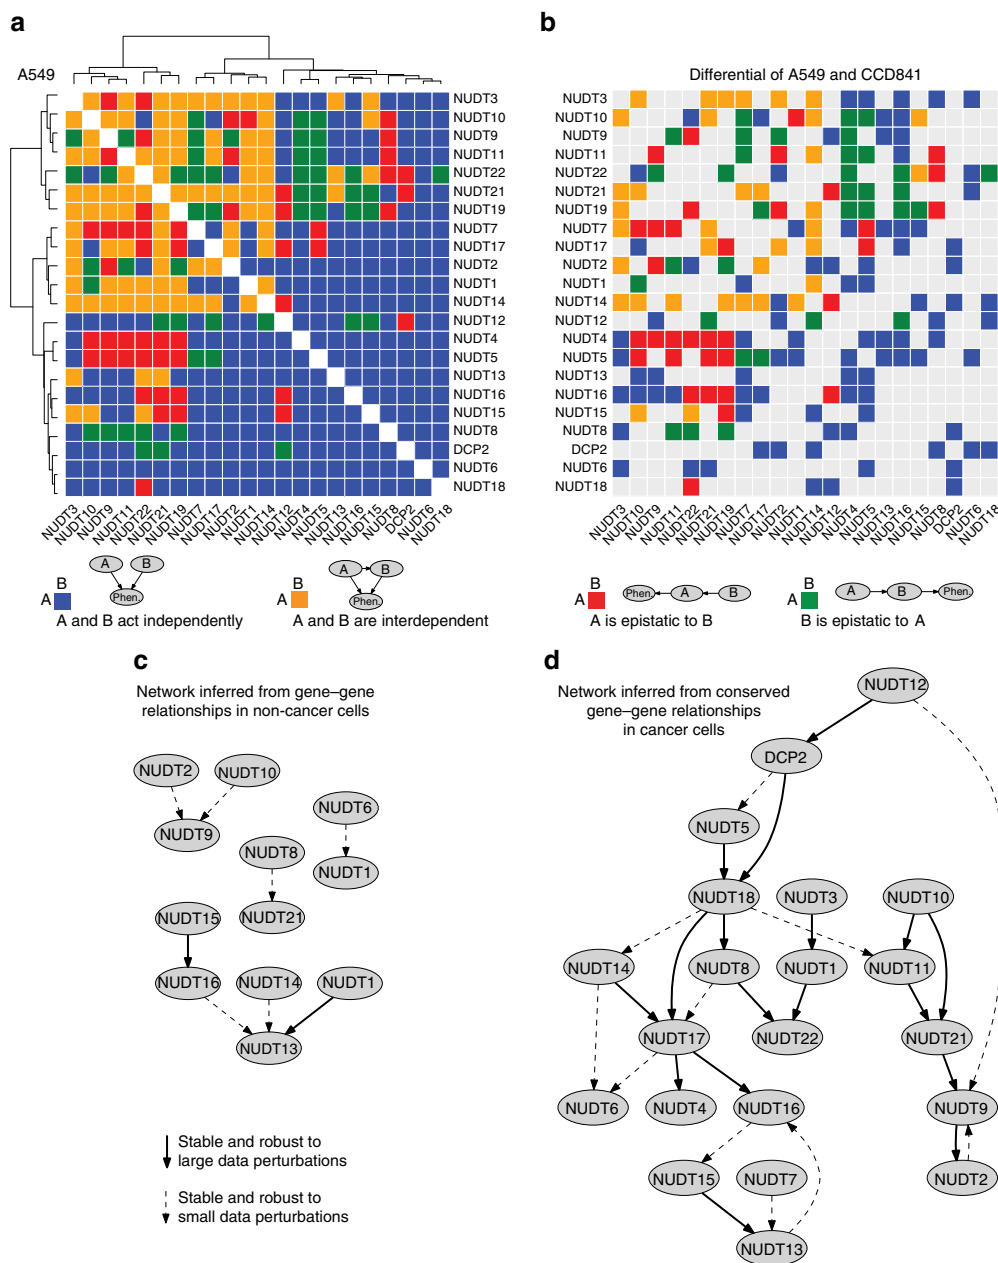 a
A549
NUDT3
NUDT10
NUDT9
NUDT11
NUDT22
NUDT21
NUDT19
NUDT7
NUDT17
NUDT2
NUDT1
NUDT14
NUDT12
NUDT4
NUDT5
NUDT13
NUDT16
NUDT15
NUDT8
DCP2
NUDT6
NUDT18
NUDT3
NUDT10
NUDT9
NUDT11
NUDT22
NUDT21
NUDT19
NUDT7
NUDT17
NUDT2
NUDT1
NUDT14
NUDT12
NUDT4
NUDT5
NUDT13
NUDT16
NUDT15
NUDT8
DCP2
NUDT6
NUDT18
B
A
A B
Phen.
A and B act independently
B
A
A B
Phen.
A and B are interdependent
b
Differential of A549 and CCD841
NUDT3
NUDT10
NUDT9
NUDT11
NUDT22
NUDT21
NUDT19
NUDT7
NUDT17
NUDT2
NUDT1
NUDT14
NUDT12
NUDT4
NUDT5
NUDT13
NUDT16
NUDT15
NUDT8
DCP2
NUDT6
NUDT18
NUDT3
NUDT10
NUDT9
NUDT11
NUDT22
NUDT21
NUDT19
NUDT7
NUDT17
NUDT2
NUDT1
NUDT14
NUDT12
NUDT4
NUDT5
NUDT13
NUDT16
NUDT15
NUDT8
DCP2
NUDT6
NUDT18
B
A
Phen. A B
A is epistatic to B
B
A
A B Phen.
B is epistatic to A
c
Network inferred from gene–gene
relationships in non-cancer cells
NUDT2 NUDT10
NUDT6
NUDT9
NUDT8
NUDT1
NUDT15 NUDT21
NUDT16 NUDT14 NUDT1
NUDT13
Stable and robust to
large data perturbations
Stable and robust to
small data perturbations
d
Network inferred from conserved
gene–gene relationships
in cancer cells
NUDT12
DCP2
NUDT5
NUDT18 NUDT3 NUDT10
NUDT14 NUDT8 NUDT1 NUDT11
NUDT17 NUDT22 NUDT21
NUDT6 NUDT4 NUDT16 NUDT9
NUDT15 NUDT7 NUDT2
NUDT13